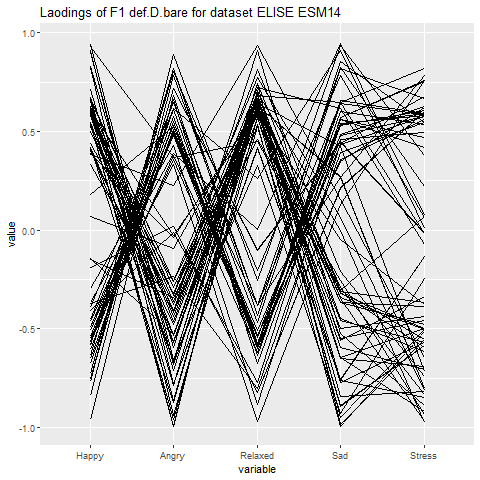 Laodings of F1 def.D.bare for dataset ELISE ESM14
1.0
0.5
0.0
-0.5
-1.0
value
Happy Angry Relaxed Sad Stress
variable